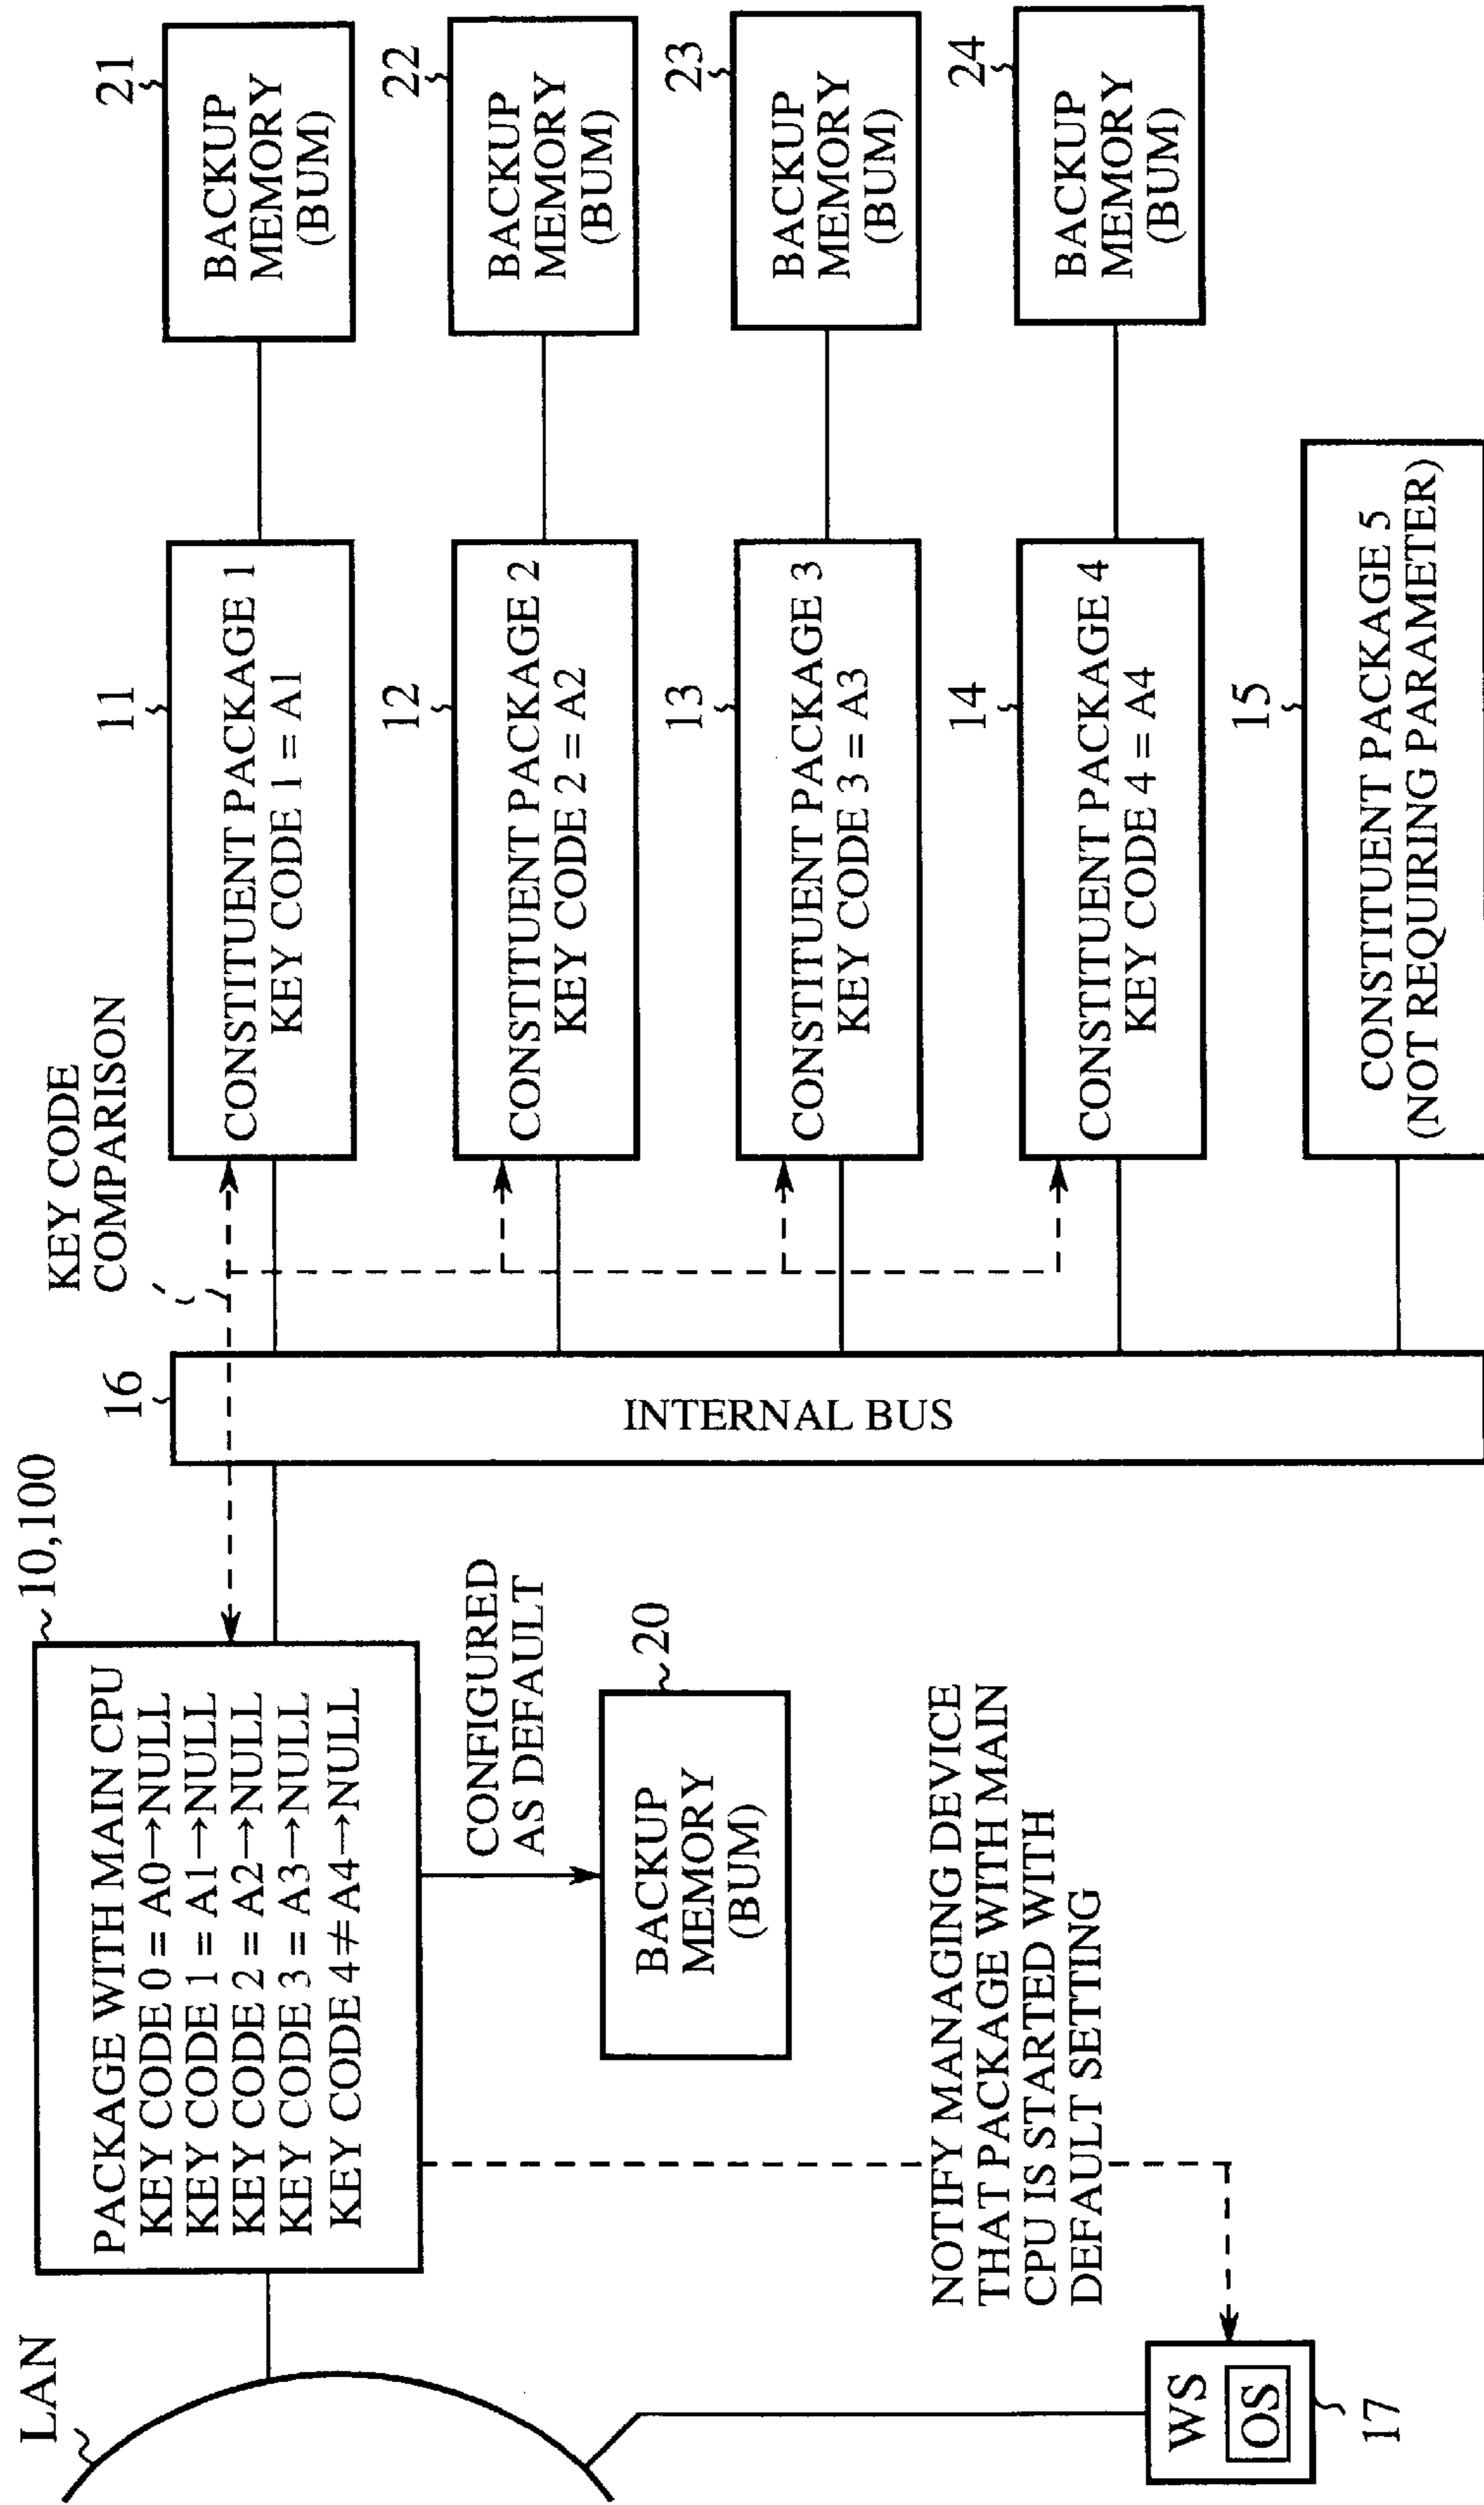 LAN
10,100
PACKAGE WITH MAIN CPU
KEY CODE 0 = A0→NULL
KEY CODE 1 = A1→NULL
KEY CODE 2 = A2→NULL
KEY CODE 3 = A3→NULL
KEY CODE 4 ≠ A4→NULL
CONFIGURED
AS DEFAULT
20
BACKUP
MEMORY
(BUM)
NOTIFY MANAGING DEVICE
THAT PACKAGE WITH MAIN
CPU IS STARTED WITH
DEFAULT SETTING
WS
OS
17
16
INTERNAL BUS
KEY CODE
COMPARISON
11
CONSTITUENT PACKAGE 1
KEY CODE 1 = A1
21
BACKUP
MEMORY
(BUM)
12
CONSTITUENT PACKAGE 2
KEY CODE 2 = A2
22
BACKUP
MEMORY
(BUM)
13
CONSTITUENT PACKAGE 3
KEY CODE 3 = A3
23
BACKUP
MEMORY
(BUM)
14
CONSTITUENT PACKAGE 4
KEY CODE 4 = A4
24
BACKUP
MEMORY
(BUM)
15
CONSTITUENT PACKAGE 5
(NOT REQUIRING PARAMETER)